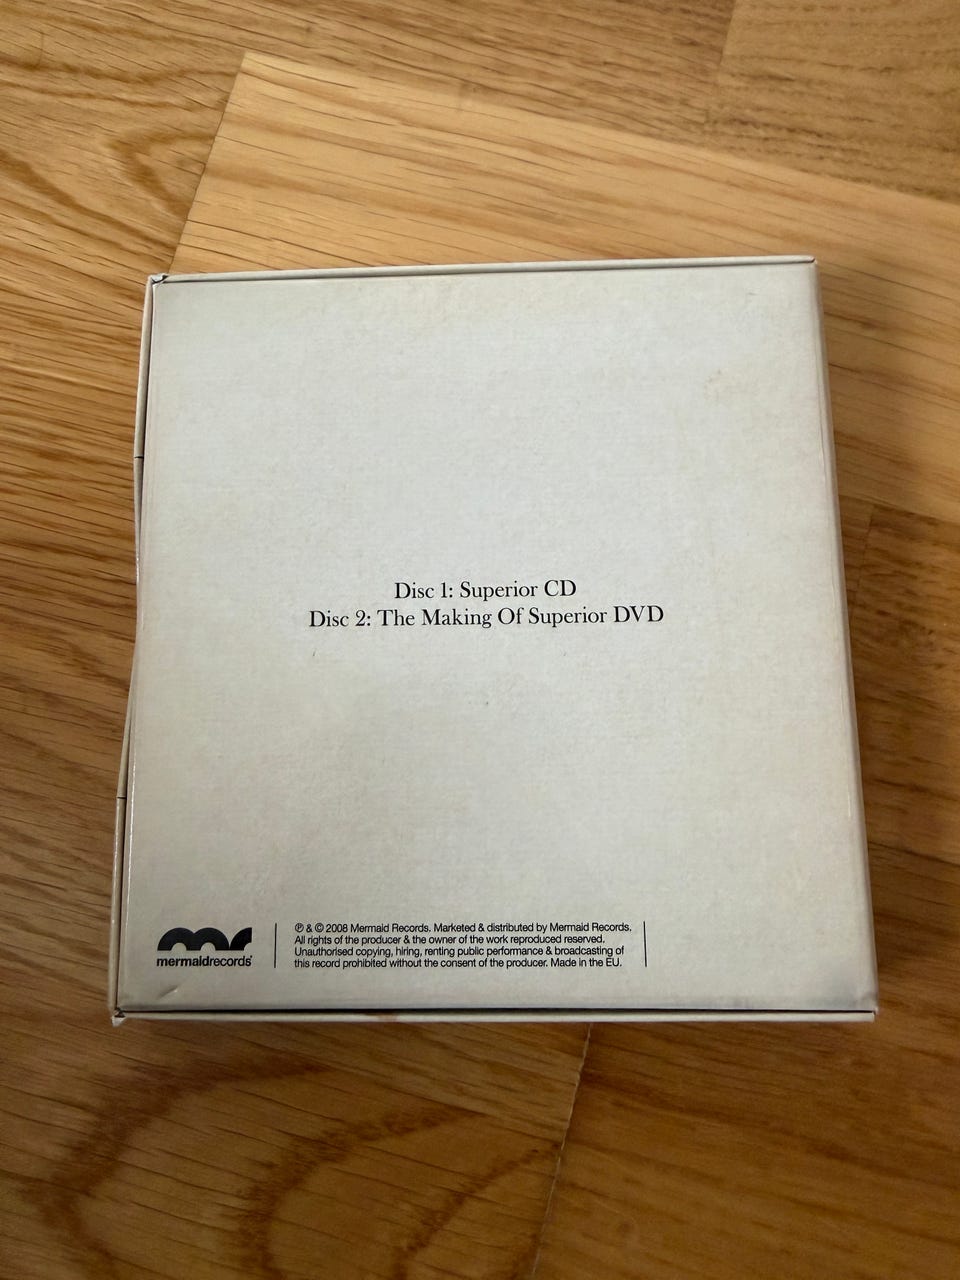 Disc 1: Superior CD
Disc 2: The Making Of Superior DVD
mermaidrecords
℗ & © 2008 Mermaid Records. Marketed & distributed by Mermaid Records.
All rights of the producer & the owner of the work reproduced reserved.
Unauthorised copying, hiring, renting public performance & broadcasting of
this record prohibited without the consent of the producer. Made in the EU.